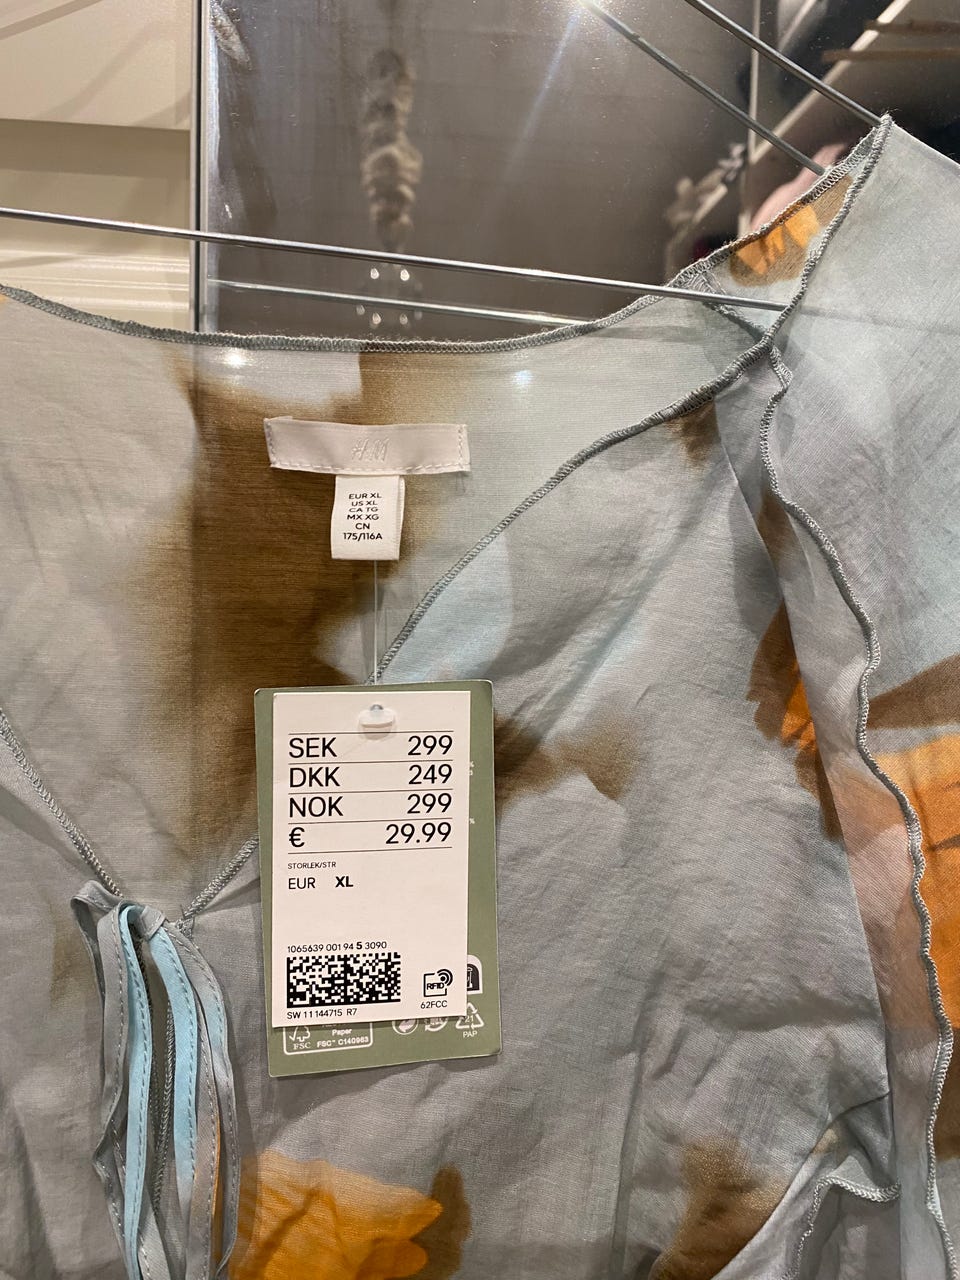 H&M
EUR XL
US XL
CA TG
MX XG
CN
175/116A
SEK 299
DKK 249
NOK 299
€ 29.99
STORLEK/STR
EUR XL
1065639 001 94 5 3090
RFID
62FCC
SW 11 144715 R7
Paper
FSC
FSC™ C140963
21
PAP